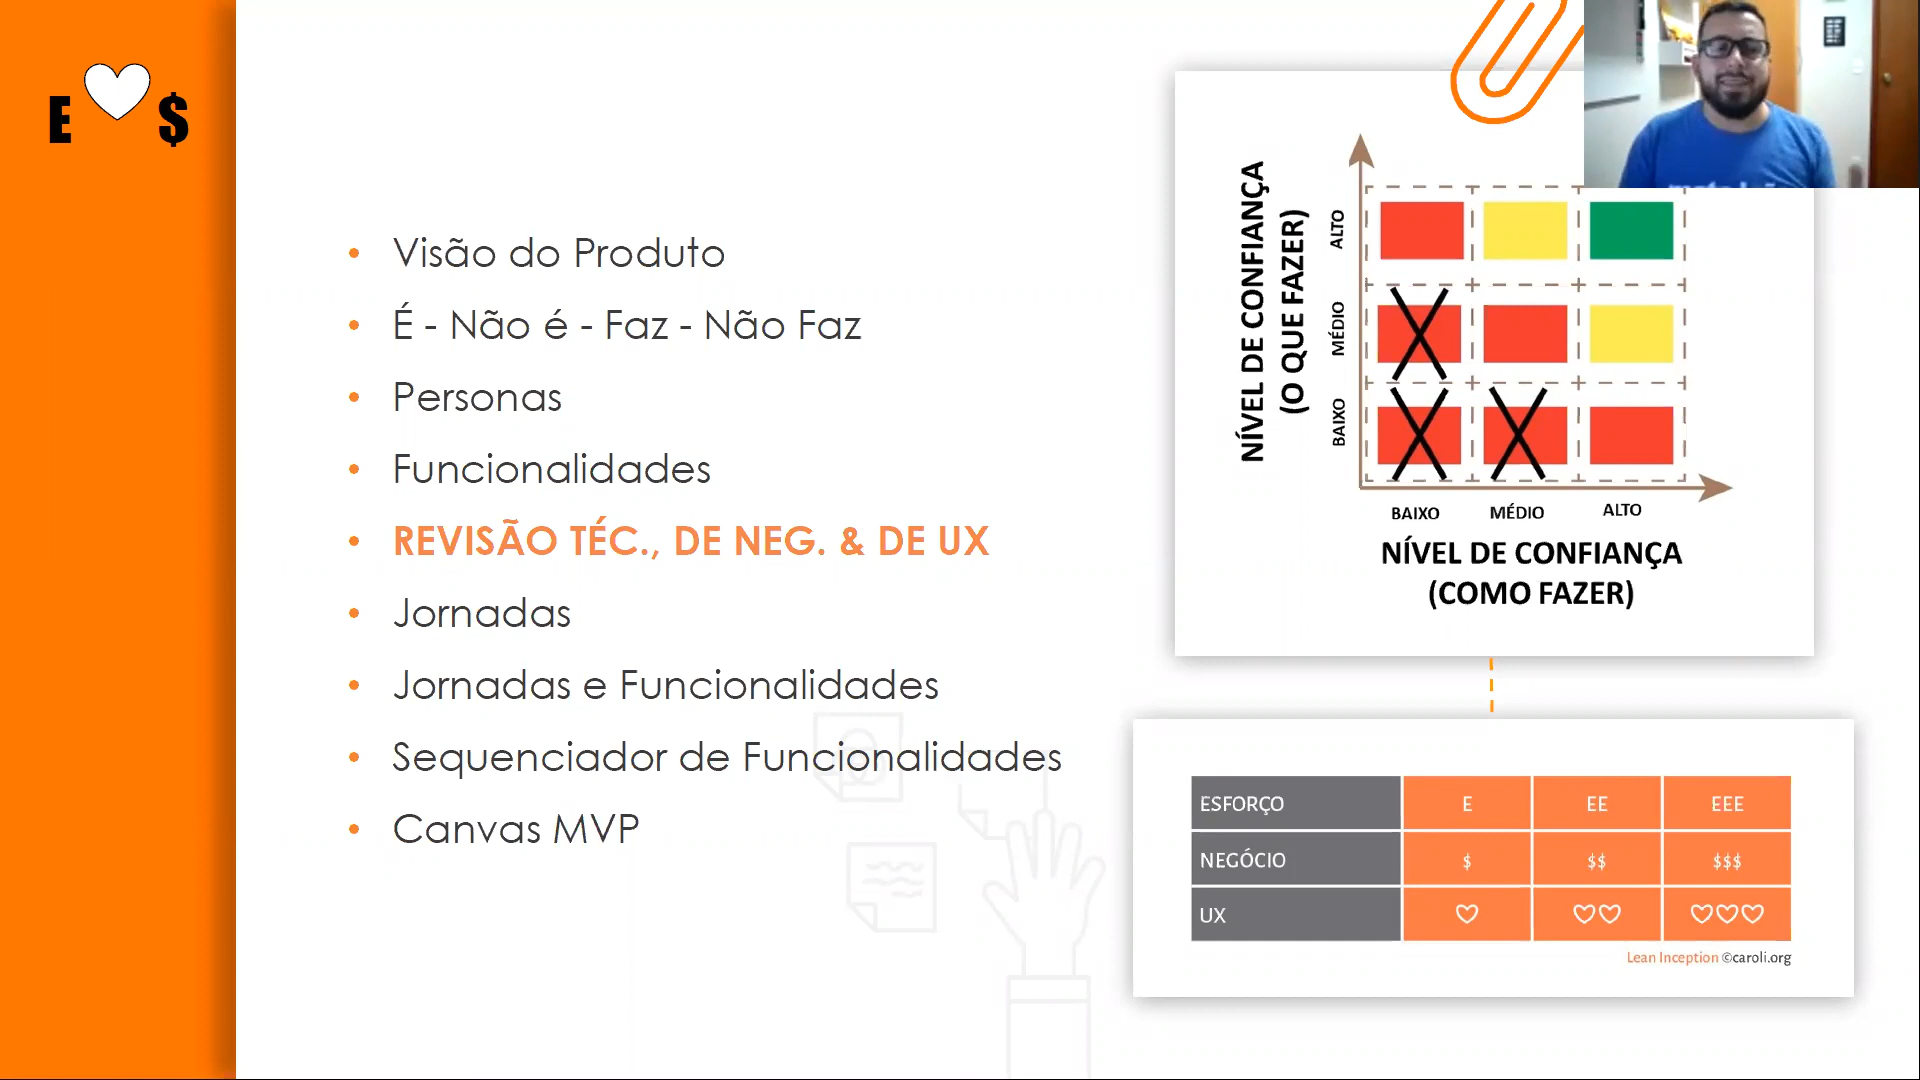 E $
Visão do Produto
É - Não é - Faz - Não Faz
Personas
Funcionalidades
REVISÃO TÉC., DE NEG. & DE UX
Jornadas
Jornadas e Funcionalidades
Sequenciador de Funcionalidades
Canvas MVP
NÍVEL DE CONFIANÇA
(O QUE FAZER)
ALTO
MÉDIO
BAIXO
BAIXO MÉDIO ALTO
NÍVEL DE CONFIANÇA
(COMO FAZER)
ESFORÇO E EE EEE
NEGÓCIO $ $$ $$$
UX ♡ ♡♡ ♡♡♡
Lean Inception ©caroli.org